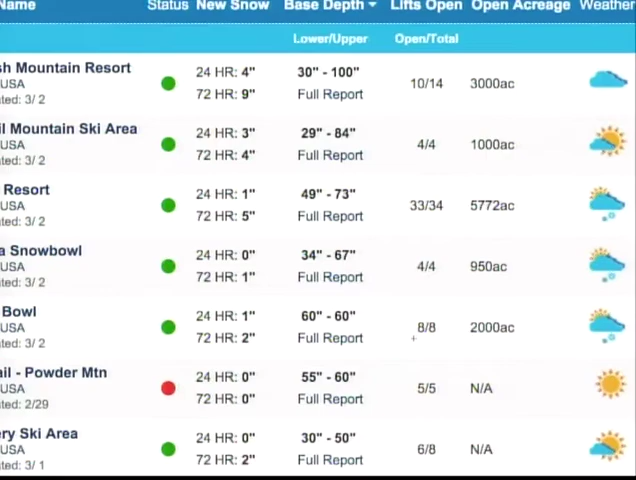 Name Status New Snow Base Depth Lifts Open Open Acreage Weather
Lower/Upper Open/Total
sh Mountain Resort
USA
ted: 3/ 2
24 HR: 4" 30" - 100"
72 HR: 9" Full Report
10/14 3000ac
il Mountain Ski Area
USA
ted: 3/ 2
24 HR: 3" 29" - 84"
72 HR: 4" Full Report
4/4 1000ac
Resort
USA
ted: 3/ 2
24 HR: 1" 49" - 73"
72 HR: 5" Full Report
33/34 5772ac
a Snowbowl
USA
ted: 3/ 2
24 HR: 0" 34" - 67"
72 HR: 1" Full Report
4/4 950ac
Bowl
USA
ted: 3/ 2
24 HR: 1" 60" - 60"
72 HR: 2" Full Report
8/8 2000ac
ail - Powder Mtn
USA
ted: 2/29
24 HR: 0" 55" - 60"
72 HR: 0" Full Report
5/5 N/A
ery Ski Area
USA
ted: 3/ 1
24 HR: 0" 30" - 50"
72 HR: 2" Full Report
6/8 N/A